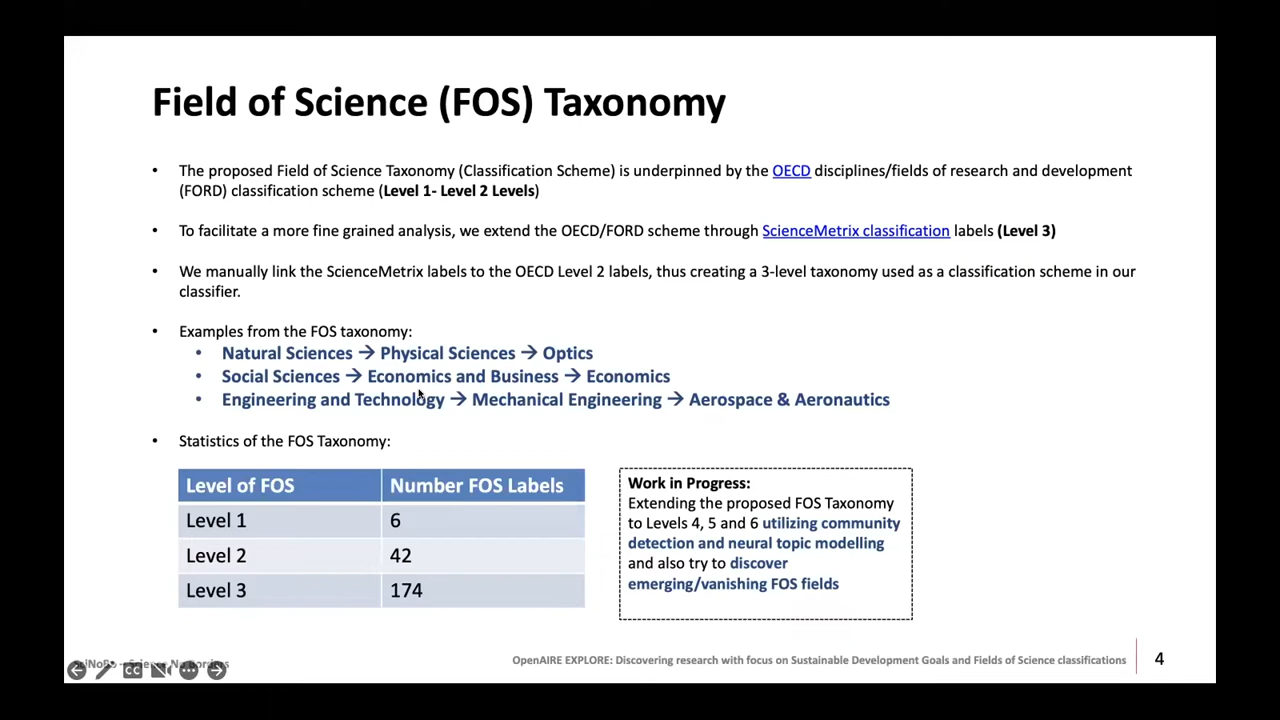 Field of Science (FOS) Taxonomy
• The proposed Field of Science Taxonomy (Classification Scheme) is underpinned by the OECD disciplines/fields of research and development
(FORD) classification scheme (Level 1- Level 2 Levels)
• To facilitate a more fine grained analysis, we extend the OECD/FORD scheme through ScienceMetrix classification labels (Level 3)
• We manually link the ScienceMetrix labels to the OECD Level 2 labels, thus creating a 3-level taxonomy used as a classification scheme in our
classifier.
• Examples from the FOS taxonomy:
• Natural Sciences → Physical Sciences → Optics
• Social Sciences → Economics and Business → Economics
• Engineering and Technology → Mechanical Engineering → Aerospace & Aeronautics
• Statistics of the FOS Taxonomy:
Level of FOS Number FOS Labels
Level 1 6
Level 2 42
Level 3 174
Work in Progress:
Extending the proposed FOS Taxonomy
to Levels 4, 5 and 6 utilizing community
detection and neural topic modelling
and also try to discover
emerging/vanishing FOS fields
CC
OpenAIRE EXPLORE: Discovering research with focus on Sustainable Development Goals and Fields of Science classifications
4